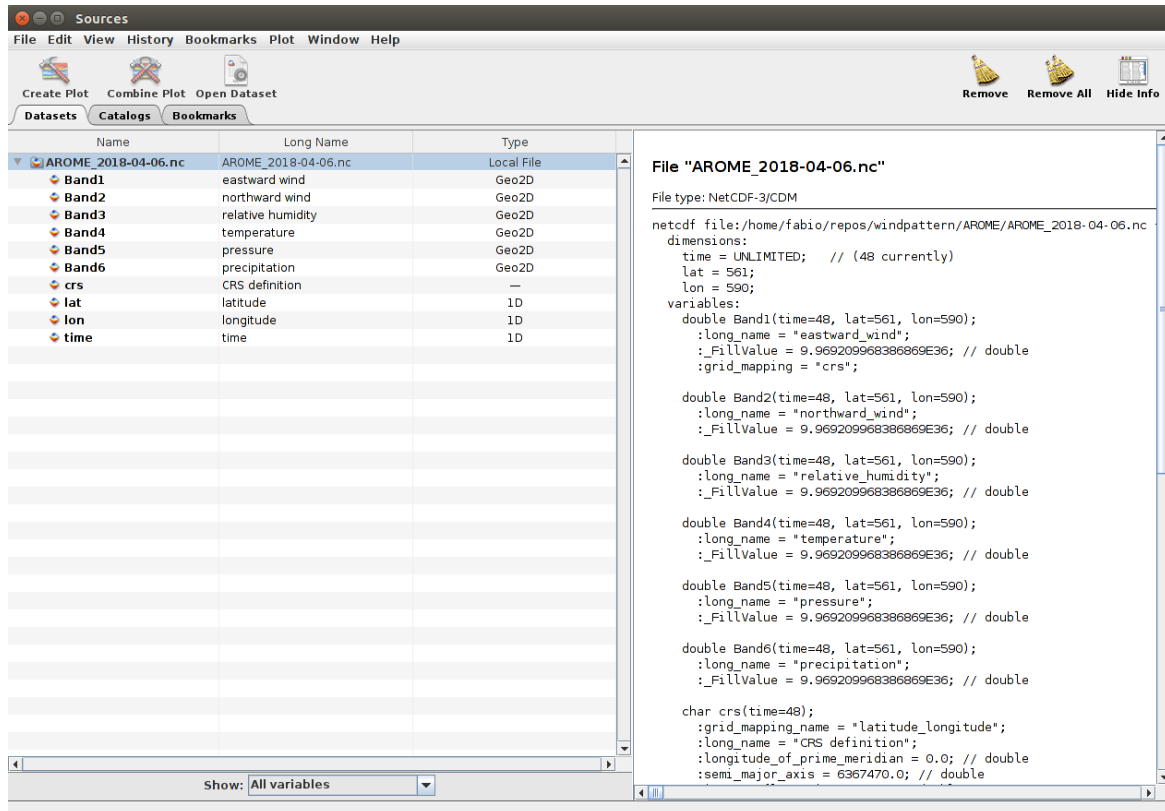 Sources
File Edit View History Bookmarks Plot Window Help
Create Plot Combine Plot Open Dataset Remove Remove All Hide Info
Datasets Catalogs Bookmarks
Name Long Name Type
AROME_2018-04-06.nc AROME_2018-04-06.nc Local File
Band1 eastward wind Geo2D
Band2 northward wind Geo2D
Band3 relative humidity Geo2D
Band4 temperature Geo2D
Band5 pressure Geo2D
Band6 precipitation Geo2D
crs CRS definition —
lat latitude 1D
lon longitude 1D
time time 1D
Show: All variables
File "AROME_2018-04-06.nc"
File type: NetCDF-3/CDM
netcdf file:/home/fabio/repos/windpattern/AROME/AROME_2018-04-06.nc
dimensions:
time = UNLIMITED; // (48 currently)
lat = 561;
lon = 590;
variables:
double Band1(time=48, lat=561, lon=590);
:long_name = "eastward_wind";
:_FillValue = 9.969209968386869E36; // double
:grid_mapping = "crs";
double Band2(time=48, lat=561, lon=590);
:long_name = "northward_wind";
:_FillValue = 9.969209968386869E36; // double
double Band3(time=48, lat=561, lon=590);
:long_name = "relative_humidity";
:_FillValue = 9.969209968386869E36; // double
double Band4(time=48, lat=561, lon=590);
:long_name = "temperature";
:_FillValue = 9.969209968386869E36; // double
double Band5(time=48, lat=561, lon=590);
:long_name = "pressure";
:_FillValue = 9.969209968386869E36; // double
double Band6(time=48, lat=561, lon=590);
:long_name = "precipitation";
:_FillValue = 9.969209968386869E36; // double
char crs(time=48);
:grid_mapping_name = "latitude_longitude";
:long_name = "CRS definition";
:longitude_of_prime_meridian = 0.0; // double
:semi_major_axis = 6367470.0; // double